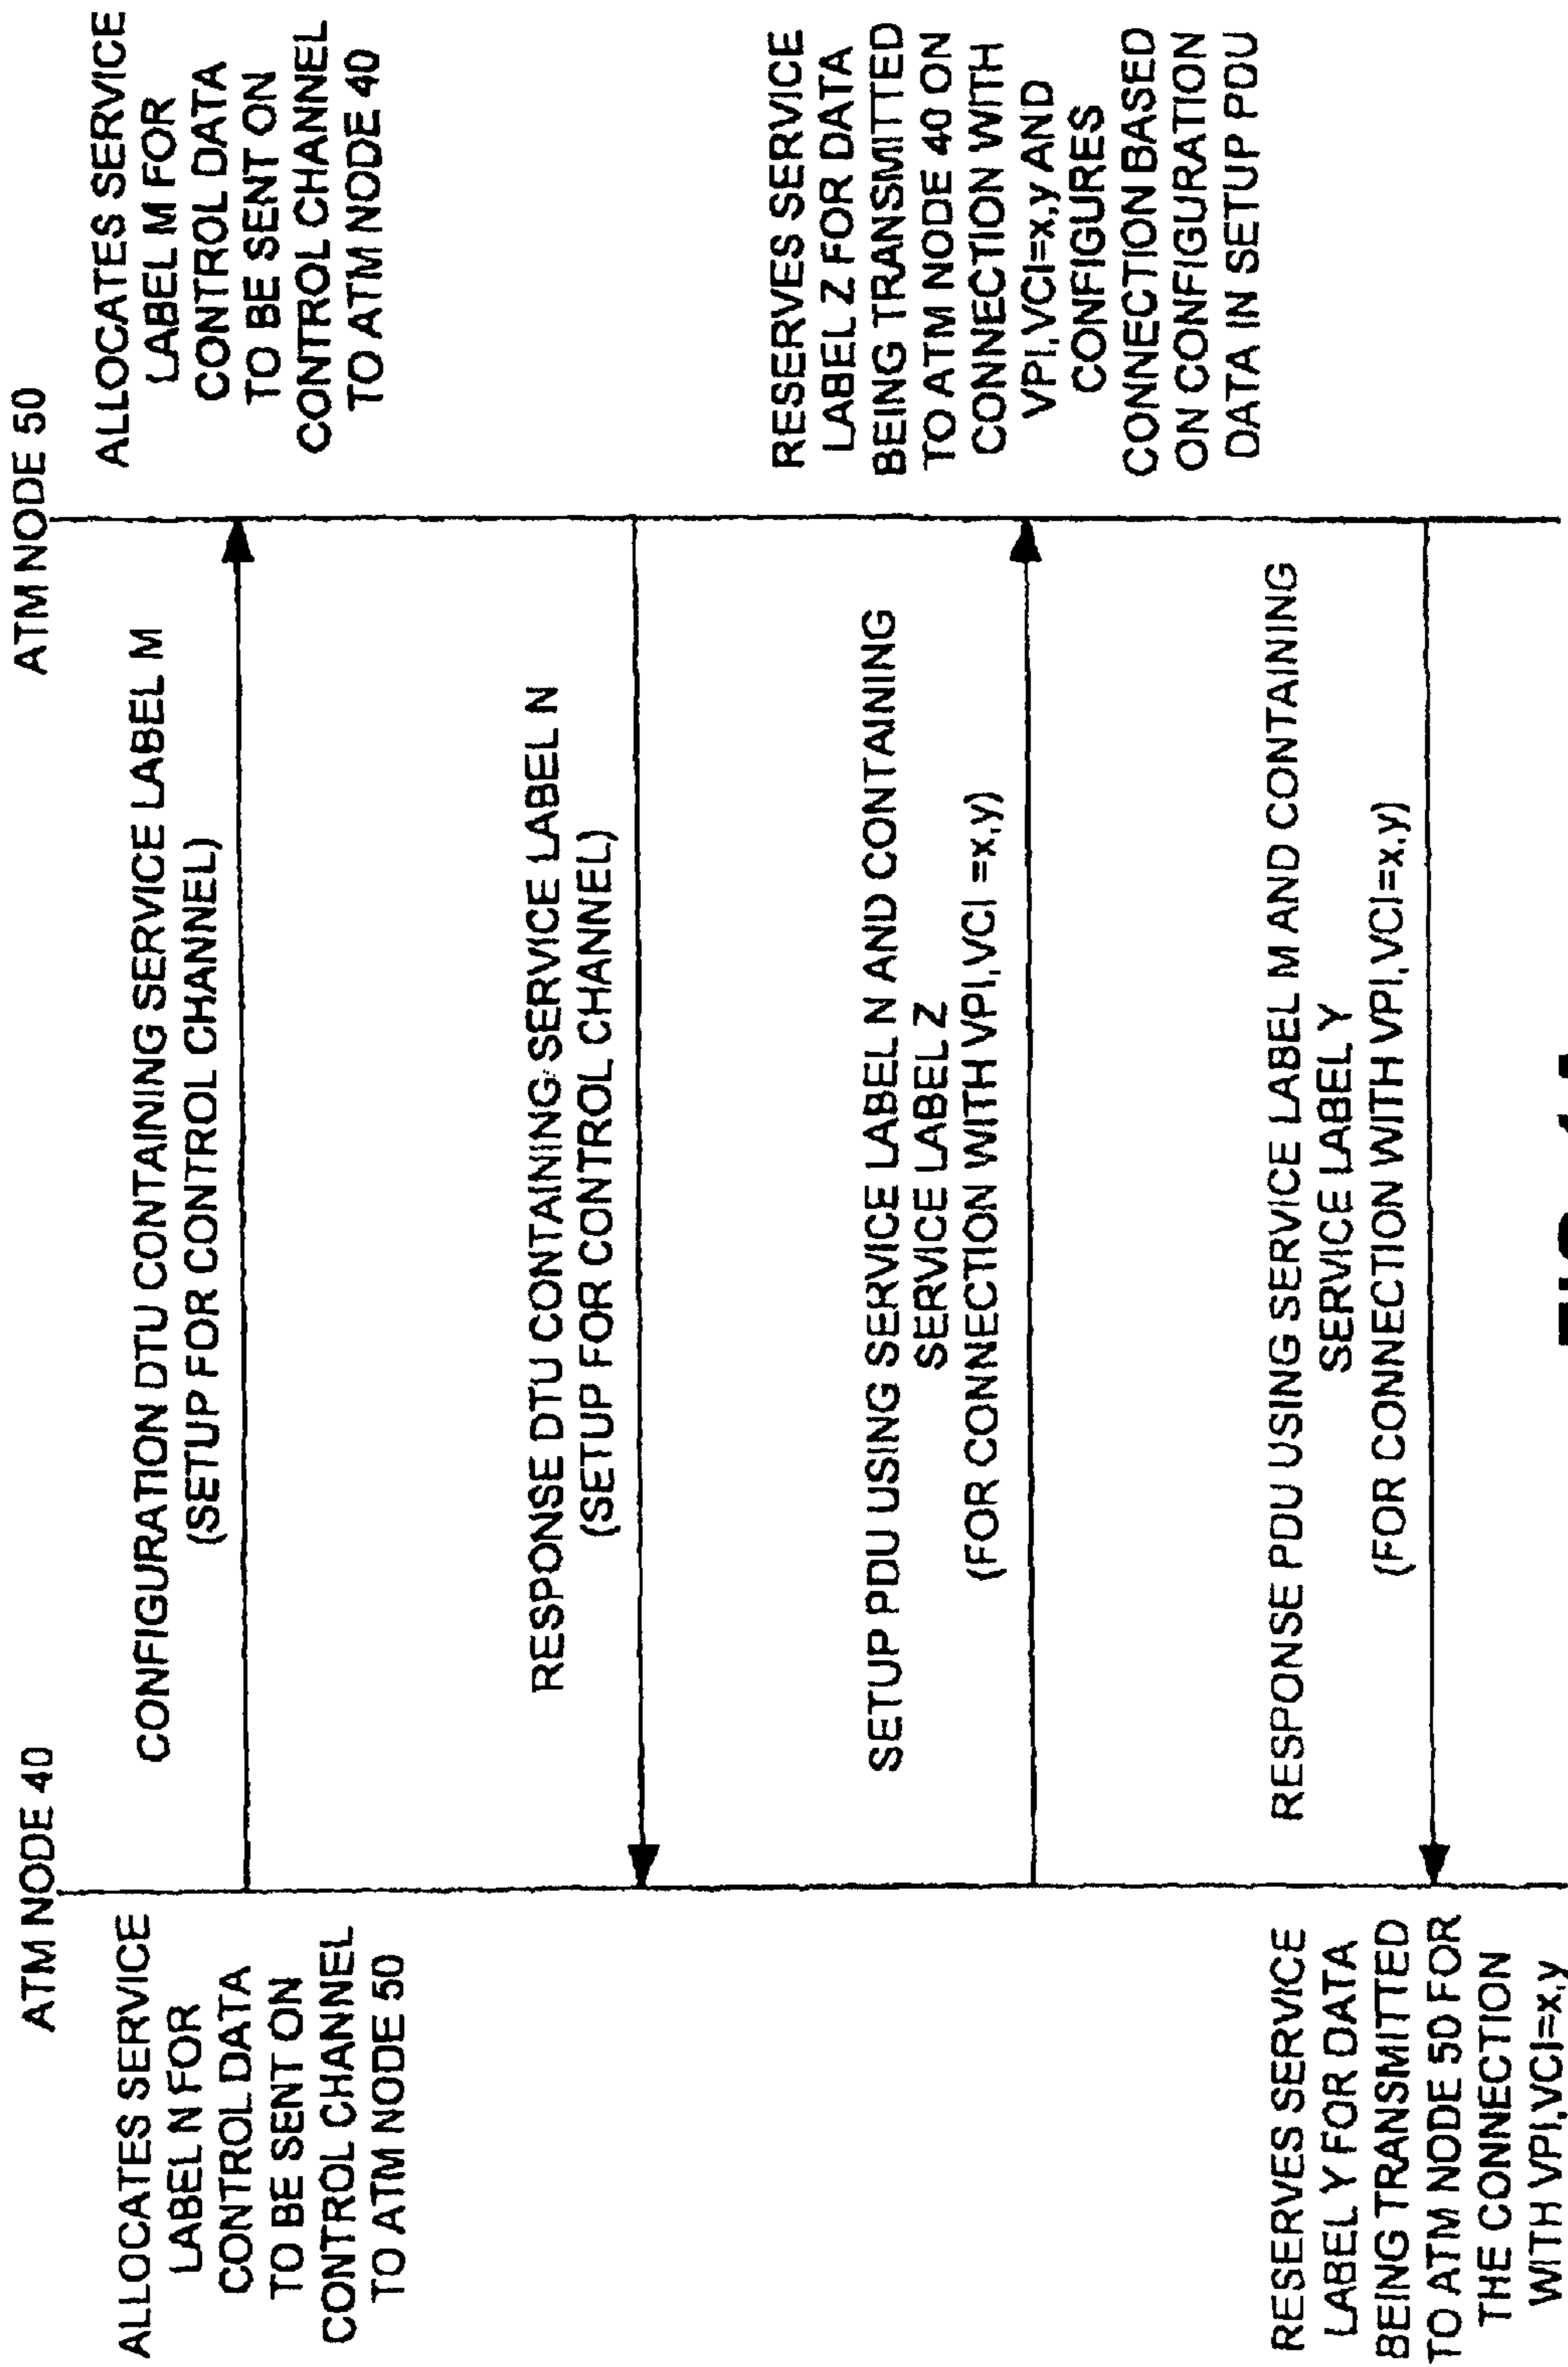 ATM NODE 40
ATM NODE 50
ALLOCATES SERVICE
LABEL N FOR
CONTROL DATA
TO BE SENT ON
CONTROL CHANNEL
TO ATM NODE 50
CONFIGURATION DTU CONTAINING SERVICE LABEL M
(SETUP FOR CONTROL CHANNEL)
ALLOCATES SERVICE
LABEL M FOR
CONTROL DATA
TO BE SENT ON
CONTROL CHANNEL
TO ATM NODE 40
RESPONSE DTU CONTAINING SERVICE LABEL N
(SETUP FOR CONTROL CHANNEL)
SETUP PDU USING SERVICE LABEL N AND CONTAINING
SERVICE LABEL Z
(FOR CONNECTION WITH VPI,VCI =x,y)
RESERVES SERVICE
LABEL Z FOR DATA
BEING TRANSMITTED
TO ATM NODE 40 ON
CONNECTION WITH
VPI,VCI=x,y AND
CONFIGURES
CONNECTION BASED
ON CONFIGURATION
DATA IN SETUP PDU
RESERVES SERVICE
LABEL Y FOR DATA
BEING TRANSMITTED
TO ATM NODE 50 FOR
THE CONNECTION
WITH VPI,VCI=x,y
RESPONSE PDU USING SERVICE LABEL M AND CONTAINING
SERVICE LABEL Y
(FOR CONNECTION WITH VPI,VCI=x,y)